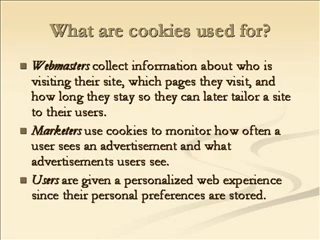 What are cookies used for?
Webmasters collect information about who is
visiting their site, which pages they visit, and
how long they stay so they can later tailor a site
to their users.
Marketers use cookies to monitor how often a
user sees an advertisement and what
advertisements users see.
Users are given a personalized web experience
since their personal preferences are stored.